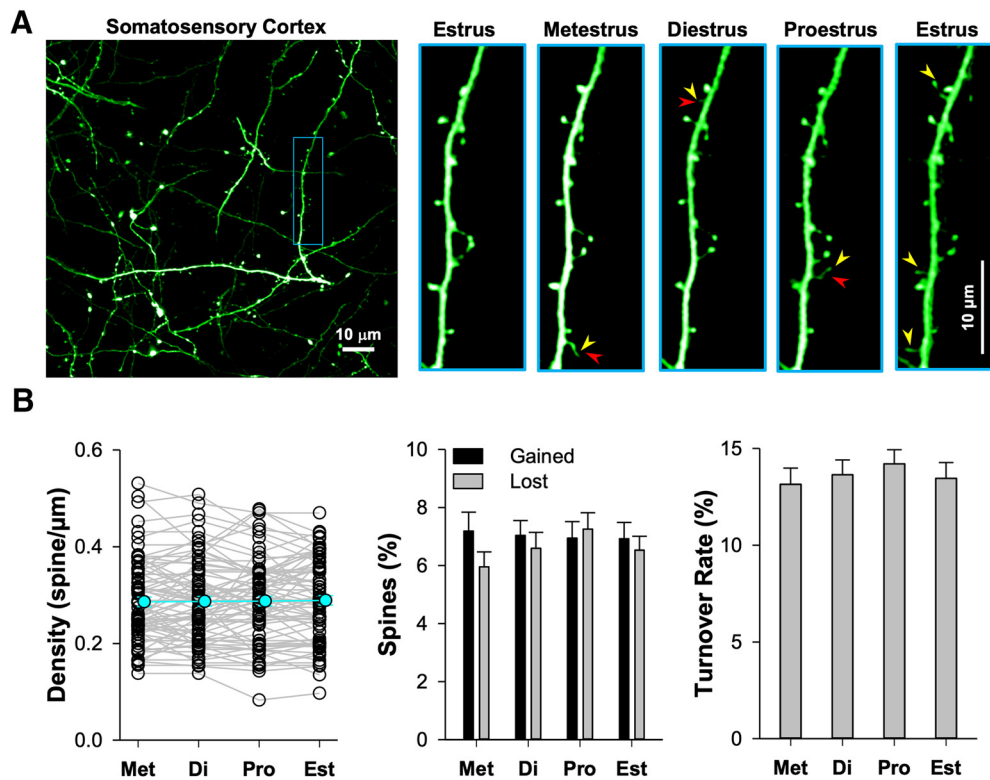 A
Somatosensory Cortex
Estrus
Metestrus
Diestrus
Proestrus
Estrus
10 μm
10 μm
B
Density (spine/μm)
0.6
0.4
0.2
0.0
Met Di Pro Est
Spines (%)
10
8
6
4
2
0
Gained
Lost
Met Di Pro Est
Turnover Rate (%)
15
10
5
0
Met Di Pro Est